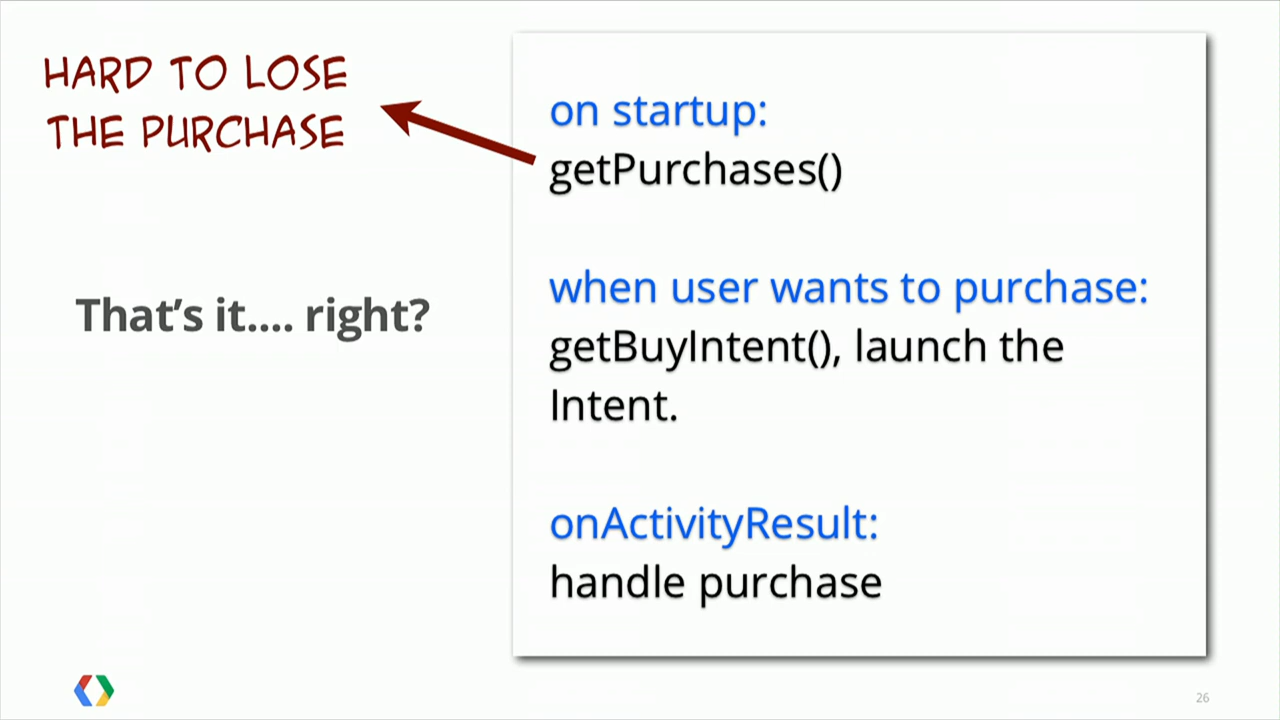 HARD TO LOSE
THE PURCHASE
That's it.... right?
on startup:
getPurchases()
when user wants to purchase:
getBuyIntent(), launch the
Intent.
onActivityResult:
handle purchase
26